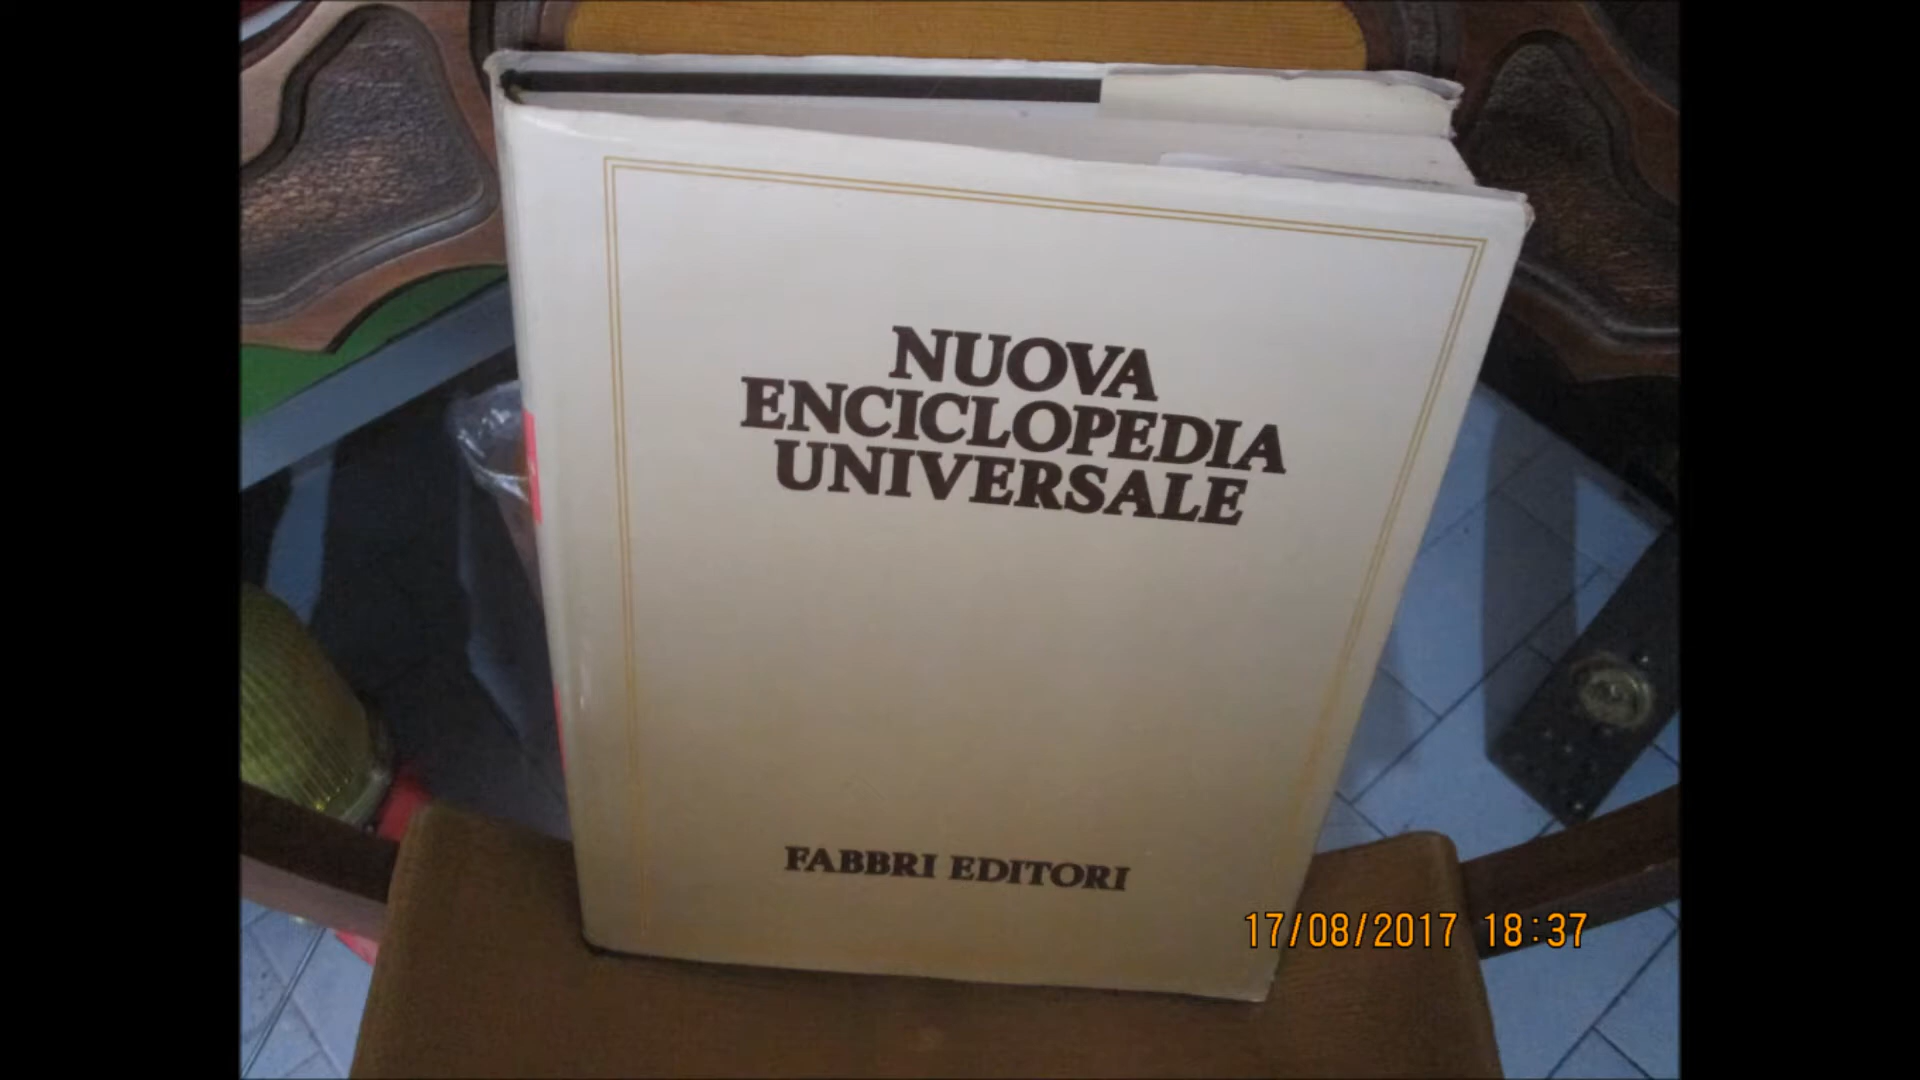 NUOVA
ENCICLOPEDIA
UNIVERSALE
FABBRI EDITORI
17/08/2017 18:37